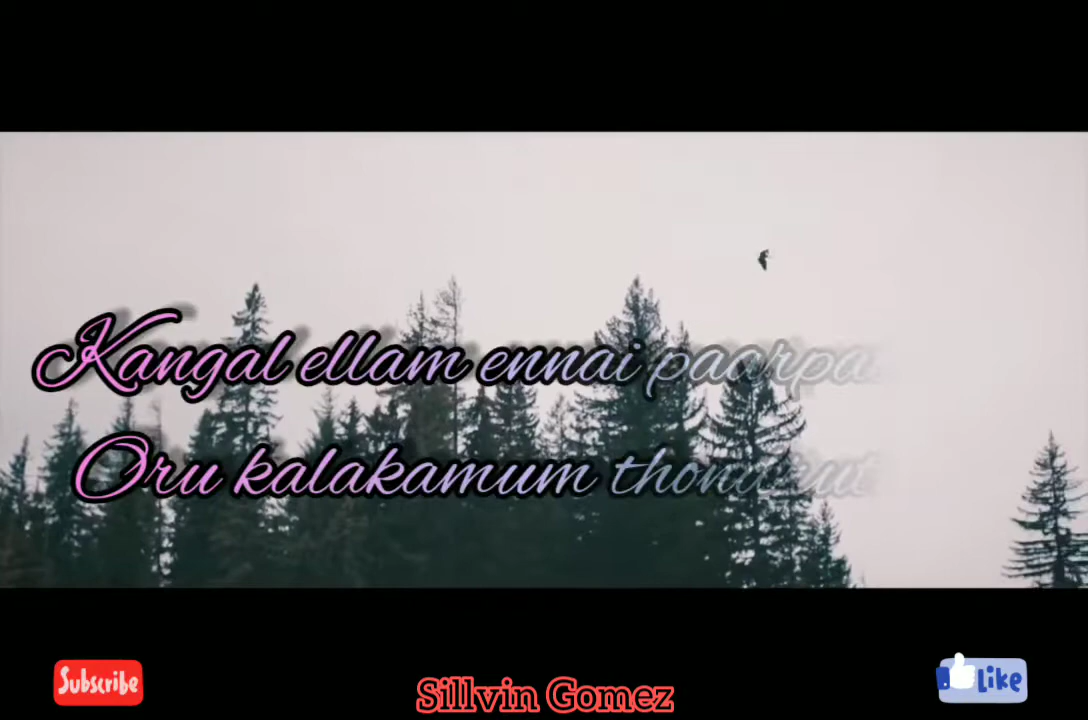 Kangal ellam ennai
Oru kalakamum
Subscribe
Sillvin Gomez
Like